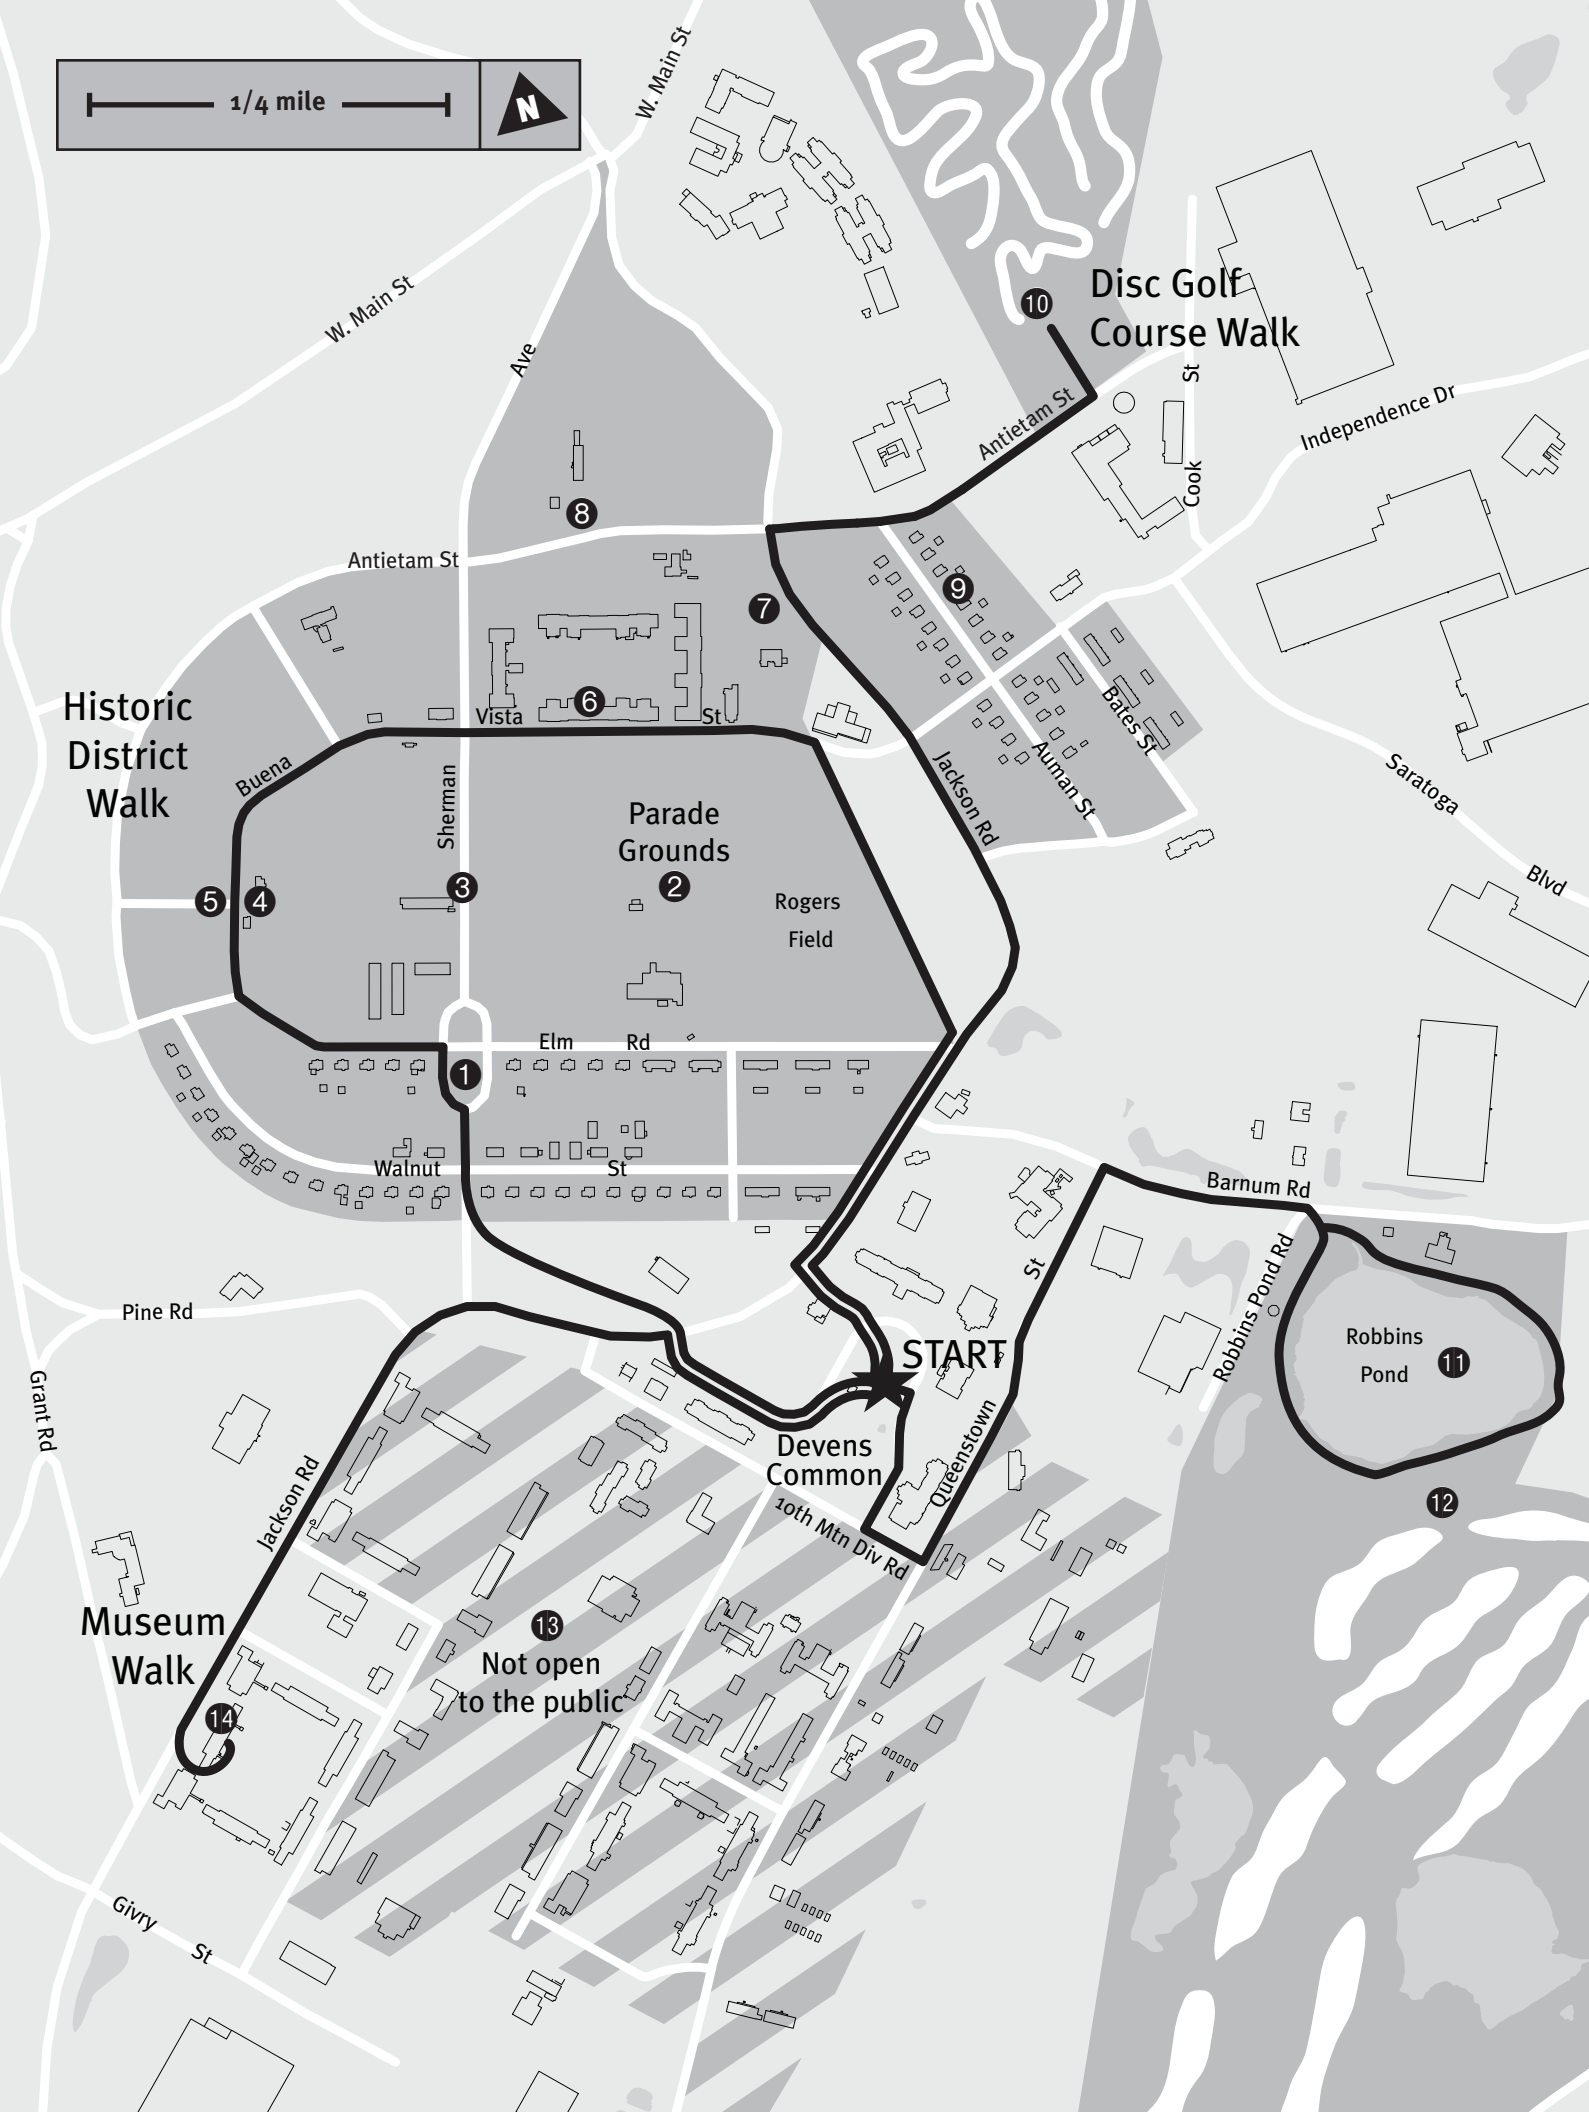 1/4 mile
N
W. Main St
W. Main St
Ave
10
Disc Golf
Course Walk
St
Antietam St
Independence Dr
Cook
8
Antietam St
7
9
Historic
District
Walk
6
Vista
St
Bates St
Buena
Auman St
Jackson Rd
Saratoga
Blvd
Sherman
Parade
Grounds
5
4
3
2
Rogers
Field
Elm
Rd
1
Walnut
St
Barnum Rd
St
Robbins Pond Rd
Pine Rd
START
Robbins
Pond
11
Grant Rd
Queenstown
Devens
Common
12
Jackson Rd
10th Mtn Div Rd
Museum
Walk
13
Not open
to the public
14
Givry
St